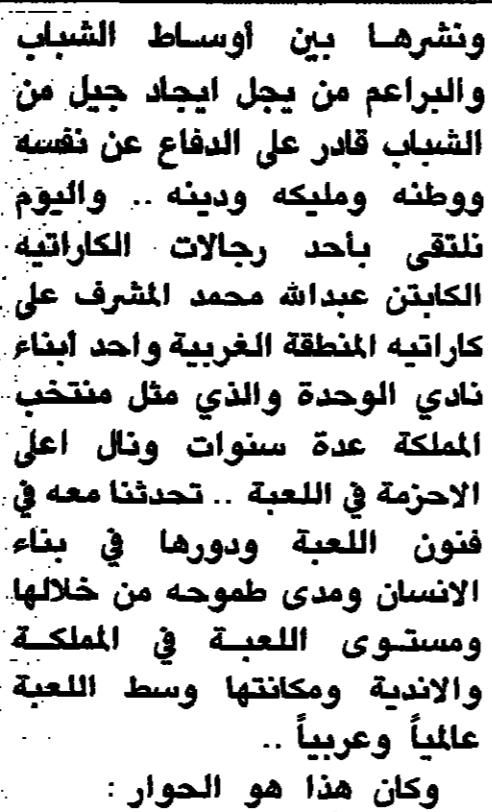 ونشرها بين أوساط الشباب
والبراعم من يجل ايجاد جيل من
الشباب قادر على الدفاع عن نفسه
ووطنه ومليكه ودينه .. واليوم
نلتقى بأحد رجالات الكاراتيه
الكابتن عبدالله محمد المشرف على
كاراتيه المنطقة الغربية واحد أبناء
نادي الوحدة والذي مثل منتخب
المملكة عدة سنوات ونال اعلى
الاحزمة في اللعبة .. تحدثنا معه في
فنون اللعبة ودورها في بناء
الانسان ومدى طموحه من خلالها
ومستوى اللعبة في المملكة
والاندية ومكانتها وسط اللعبة
عالمياً وعربياً ..
وكان هذا هو الحوار :